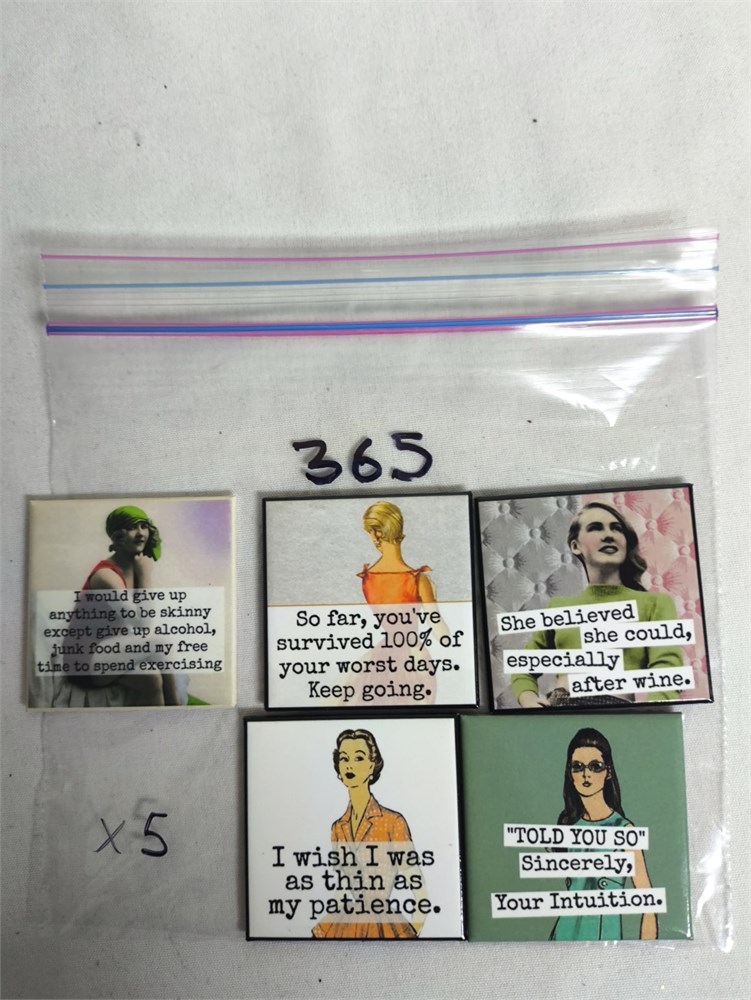 365
I would give up
anything to be skinny
except give up alcohol,
junk food and my free
time to spend exercising
So far, you've
survived 100% of
your worst days.
Keep going.
She believed
she could,
especially
after wine.
x5
I wish I was
as thin as
my patience.
"TOLD YOU SO"
Sincerely,
Your Intuition.